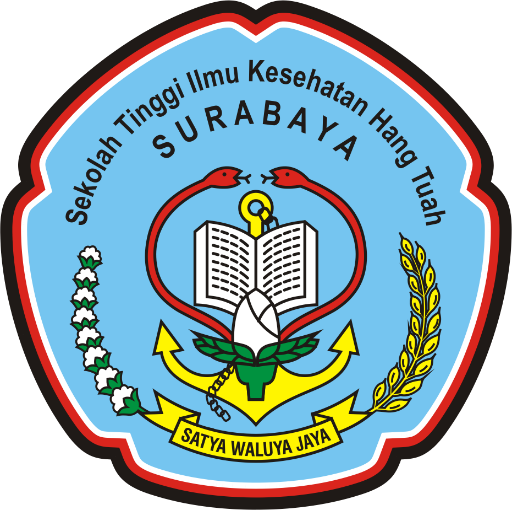 Sekolah Tinggi Ilmu Kesehatan Hang Tuah
SURABAYA
SATYA WALUYA JAYA